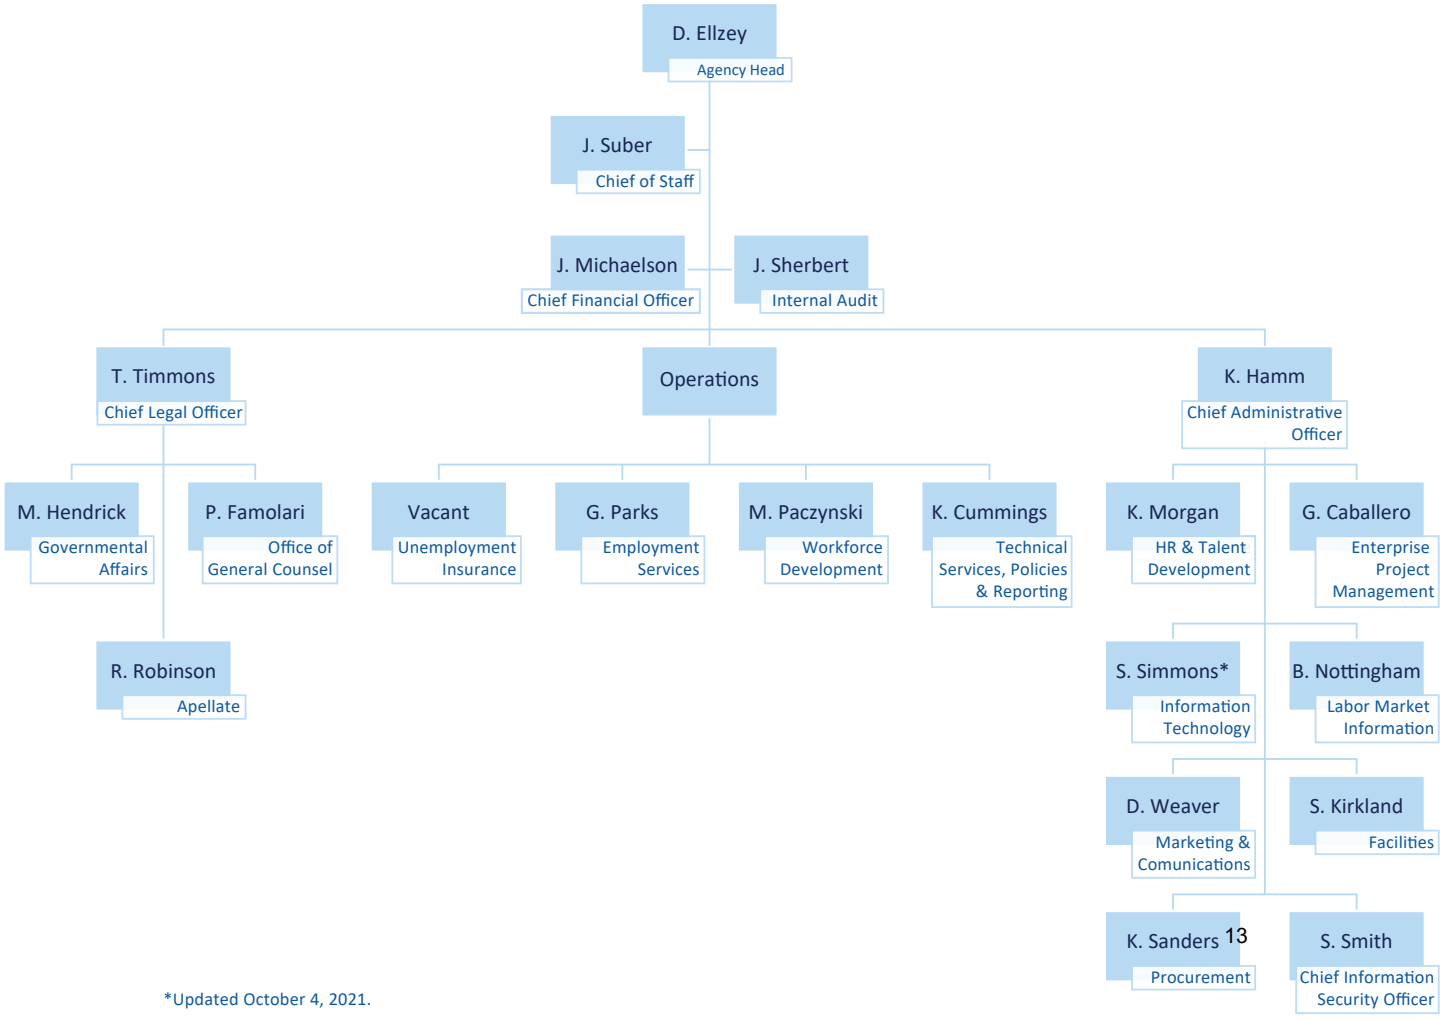 D. Ellzey
Agency Head
J. Suber
Chief of Staff
J. Michaelson
Chief Financial Officer
J. Sherbert
Internal Audit
T. Timmons
Chief Legal Officer
Operations
K. Hamm
Chief Administrative
Officer
M. Hendrick
Governmental
Affairs
P. Famolari
Office of
General Counsel
Vacant
Unemployment
Insurance
G. Parks
Employment
Services
M. Paczynski
Workforce
Development
K. Cummings
Technical
Services, Policies
& Reporting
K. Morgan
HR & Talent
Development
G. Caballero
Enterprise
Project
Management
R. Robinson
Apellate
S. Simmons*
Information
Technology
B. Nottingham
Labor Market
Information
D. Weaver
Marketing &
Comunications
S. Kirkland
Facilities
K. Sanders
Procurement
13
S. Smith
Chief Information
Security Officer
*Updated October 4, 2021.